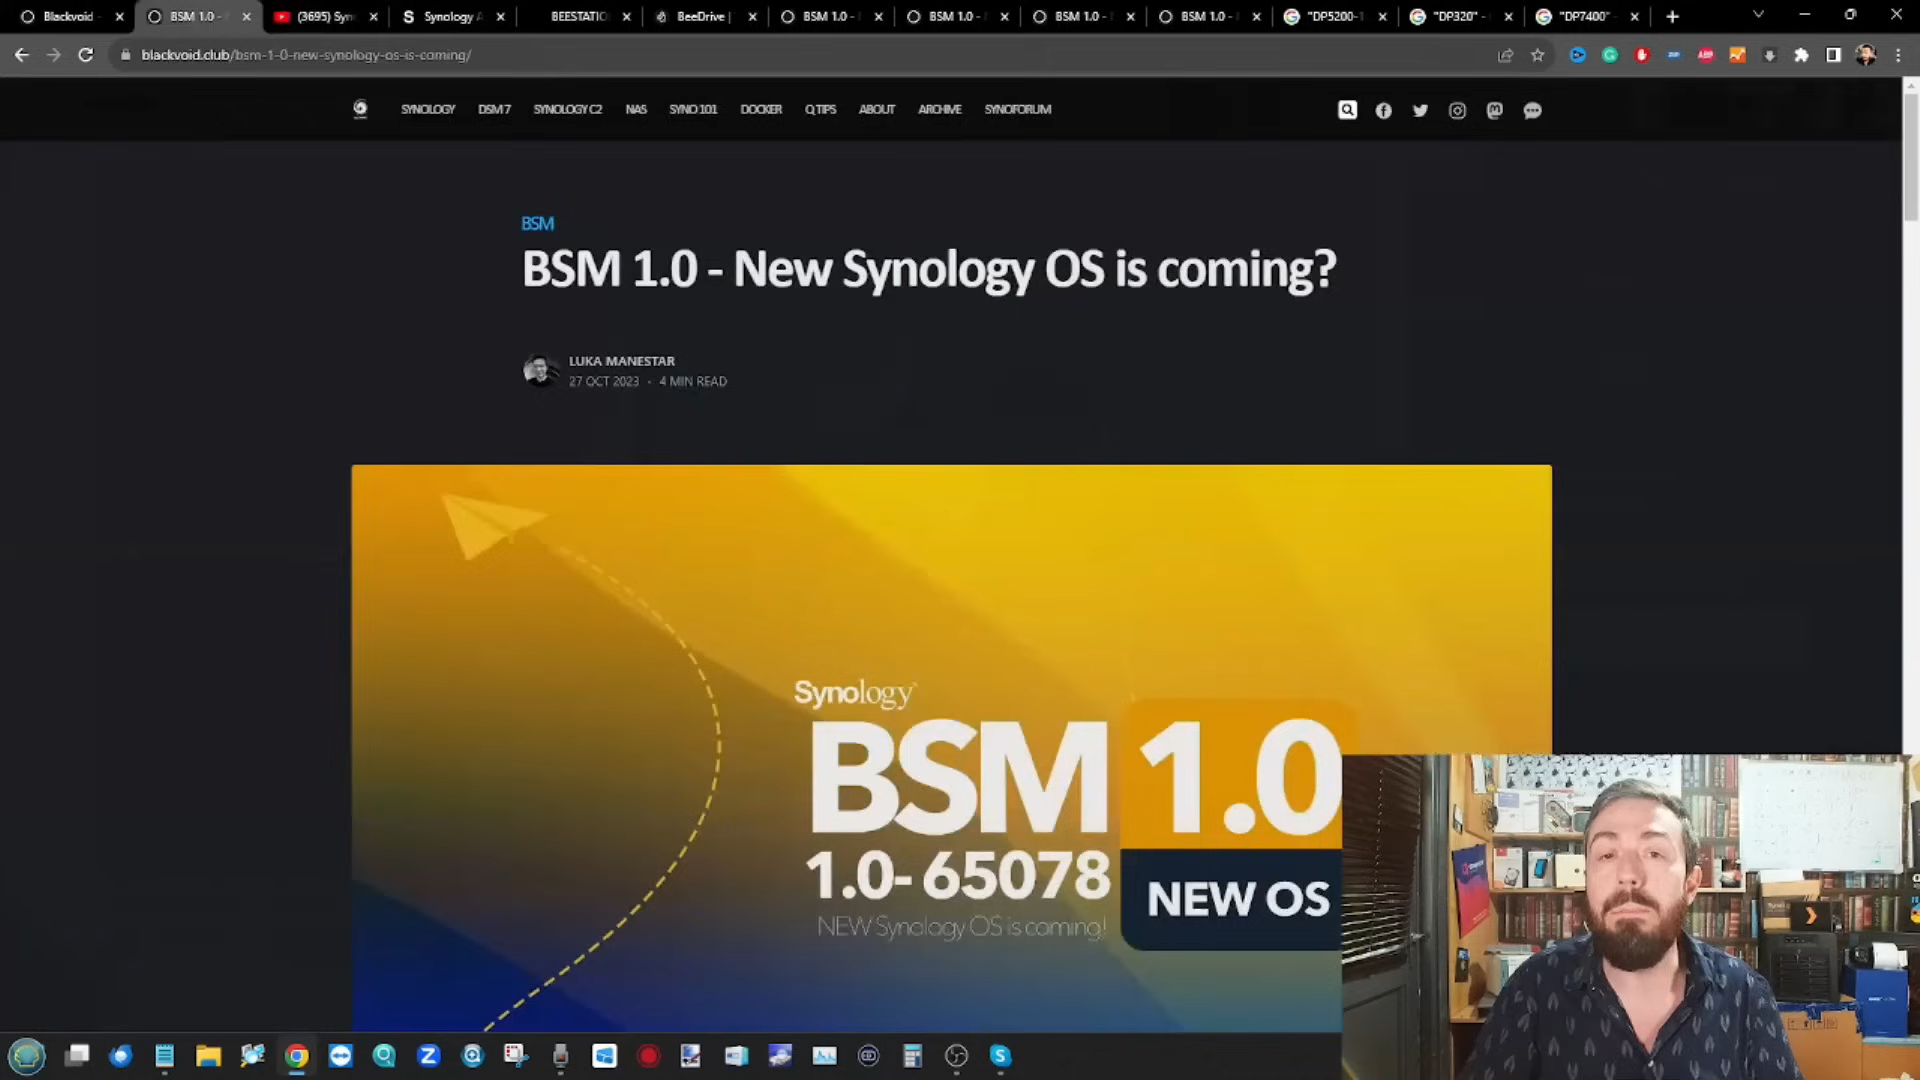 Blackvoid -
BSM 1.0 -
(3695) Syn
Synology
BEESTATIO
BeeDrive
BSM 1.0 -
BSM 1.0 -
BSM 1.0 -
BSM 1.0 -
"DP5200-1
"DP320" -
"DP7400"
blackvoid.club/bsm-1-0-new-synology-os-is-coming/
SYNOLOGY DSM 7 SYNOLOGY C2 NAS SYNO 101 DOCKER Q TIPS ABOUT ARCHIVE SYNOFORUM
BSM
BSM 1.0 - New Synology OS is coming?
LUKA MANESTAR
27 OCT 2023 • 4 MIN READ
Synology
BSM 1.0
1.0-65078
NEW OS
NEW Synology OS is coming!